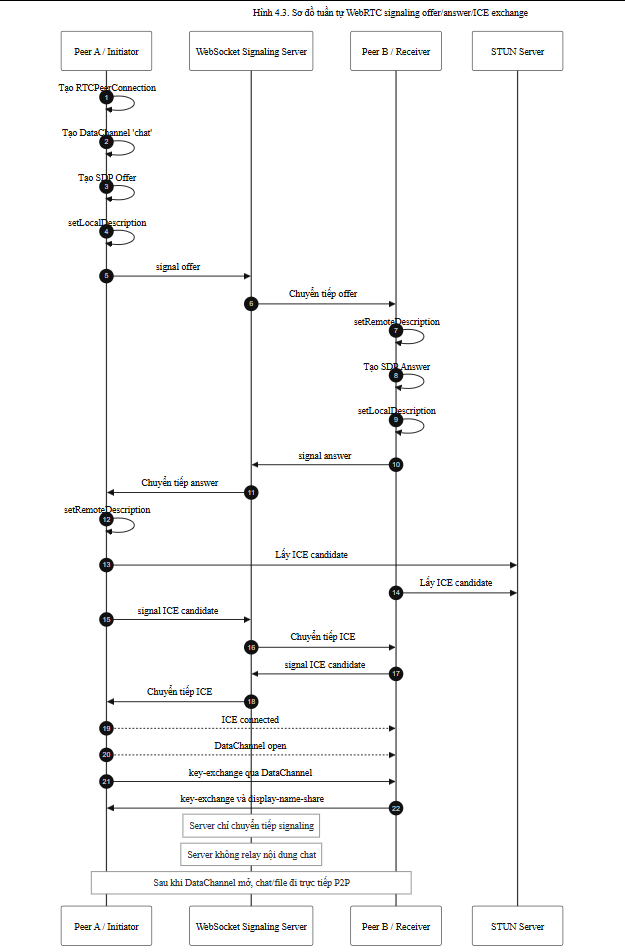 Hình 4.3. Sơ đồ tuần tự WebRTC signaling offer/answer/ICE exchange
Peer A / Initiator
WebSocket Signaling Server
Peer B / Receiver
STUN Server
Tạo RTCPeerConnection
1
Tạo DataChannel 'chat'
2
Tạo SDP Offer
3
setLocalDescription
4
signal offer
5
Chuyển tiếp offer
6
setRemoteDescription
7
Tạo SDP Answer
8
setLocalDescription
9
signal answer
10
Chuyển tiếp answer
11
setRemoteDescription
12
Lấy ICE candidate
13
Lấy ICE candidate
14
signal ICE candidate
15
Chuyển tiếp ICE
16
signal ICE candidate
17
Chuyển tiếp ICE
18
ICE connected
19
DataChannel open
20
key-exchange qua DataChannel
21
key-exchange và display-name-share
22
Server chỉ chuyển tiếp signaling
Server không relay nội dung chat
Sau khi DataChannel mở, chat/file đi trực tiếp P2P
Peer A / Initiator
WebSocket Signaling Server
Peer B / Receiver
STUN Server